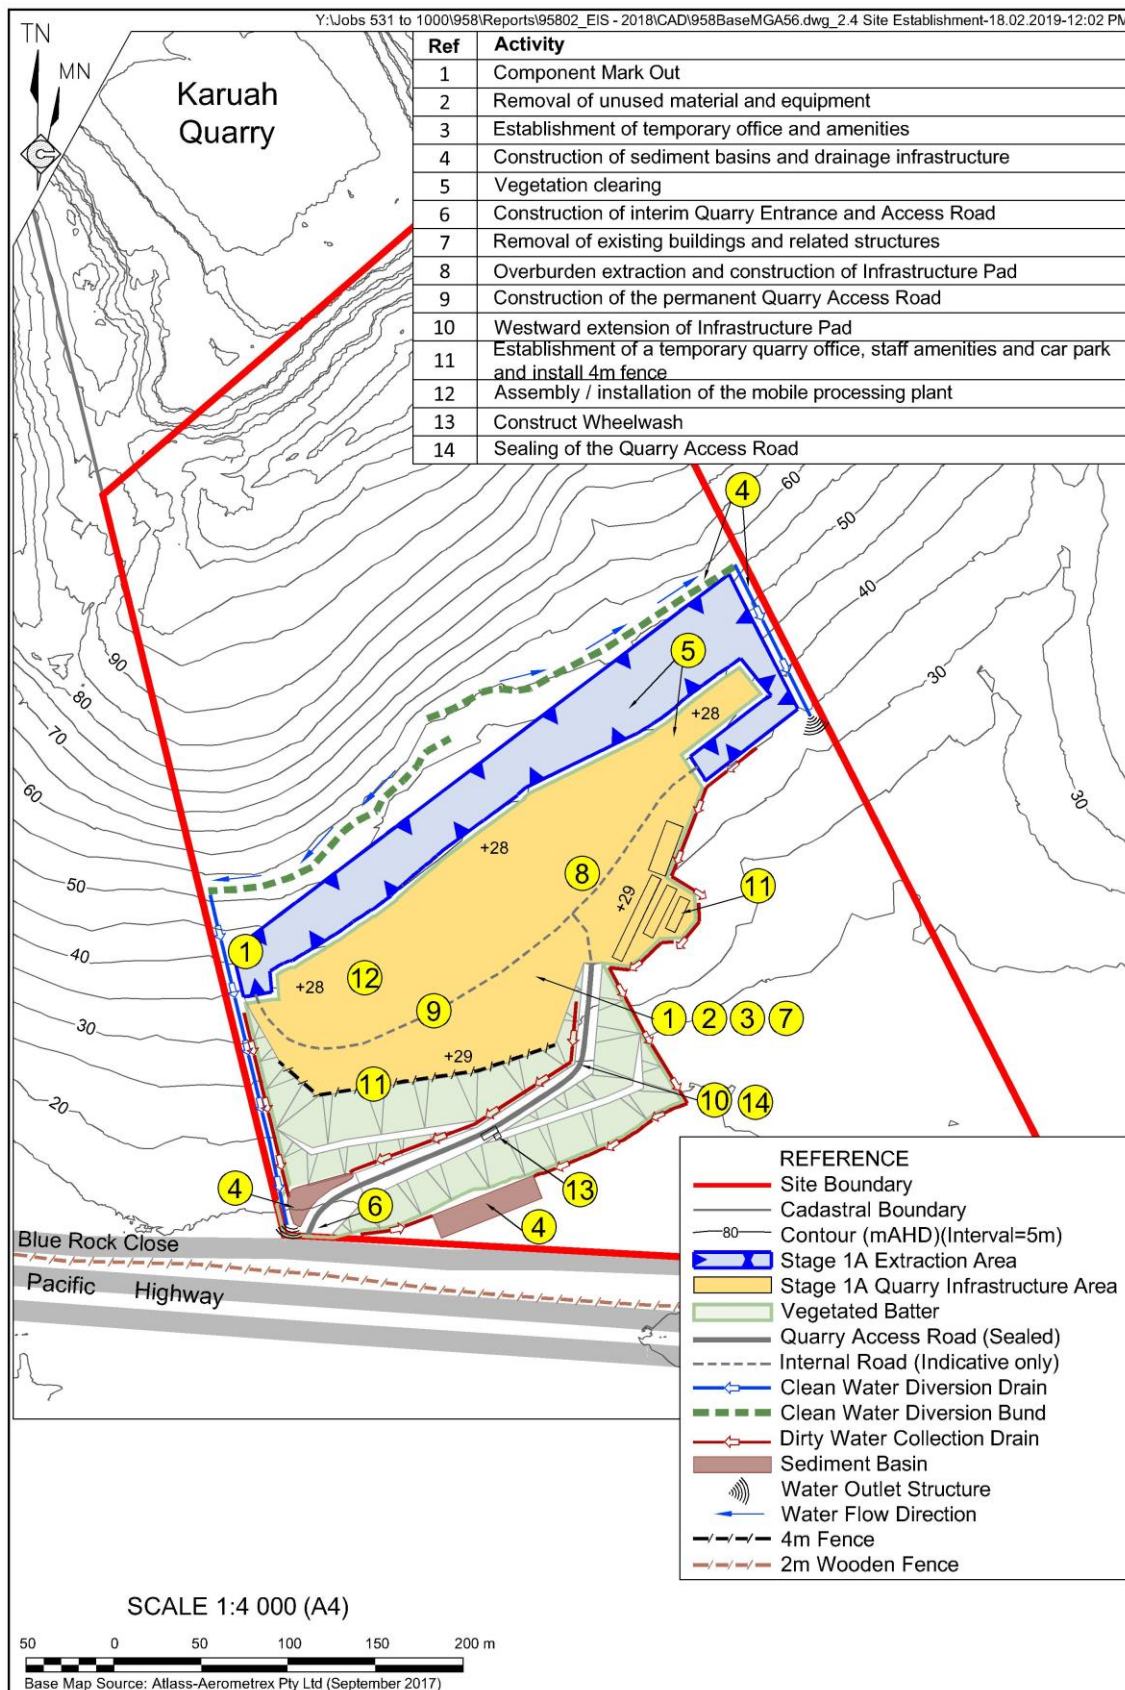 Y:\Jobs 531 to 1000\958\Reports\95802_EIS - 2018\CAD\958BaseMGA56.dwg_2.4 Site Establishment-18.02.2019-12:02 PM
TN
MN
Karuah
Quarry
Ref Activity
1 Component Mark Out
2 Removal of unused material and equipment
3 Establishment of temporary office and amenities
4 Construction of sediment basins and drainage infrastructure
5 Vegetation clearing
6 Construction of interim Quarry Entrance and Access Road
7 Removal of existing buildings and related structures
8 Overburden extraction and construction of Infrastructure Pad
9 Construction of the permanent Quarry Access Road
10 Westward extension of Infrastructure Pad
11 Establishment of a temporary quarry office, staff amenities and car park
and install 4m fence
12 Assembly / installation of the mobile processing plant
13 Construct Wheelwash
14 Sealing of the Quarry Access Road
4
60
50
40
30
30
90
80
70
60
50
40
30
20
5
+28
+28
8
+29
11
1
12
+28
9
1 2 3 7
+29
11
10 14
4
6
13
4
Blue Rock Close
Pacific Highway
REFERENCE
Site Boundary
Cadastral Boundary
80 Contour (mAHD)(Interval=5m)
Stage 1A Extraction Area
Stage 1A Quarry Infrastructure Area
Vegetated Batter
Quarry Access Road (Sealed)
Internal Road (Indicative only)
Clean Water Diversion Drain
Clean Water Diversion Bund
Dirty Water Collection Drain
Sediment Basin
Water Outlet Structure
Water Flow Direction
4m Fence
2m Wooden Fence
SCALE 1:4 000 (A4)
50 0 50 100 150 200 m
Base Map Source: Atlass-Aerometrex Pty Ltd (September 2017)